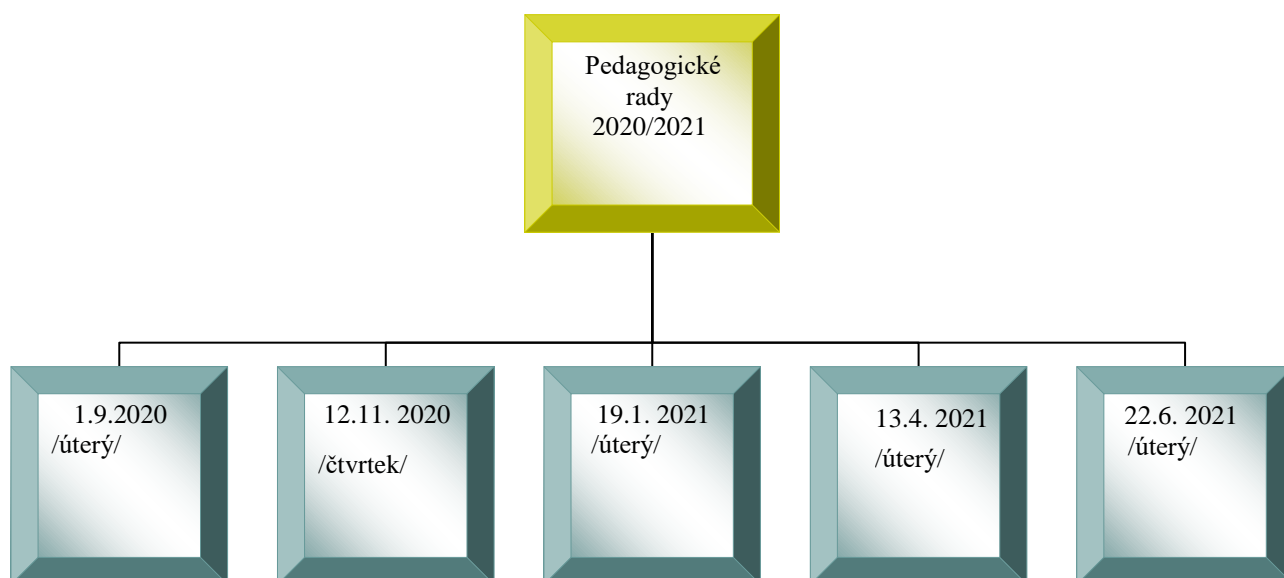 Pedagogické
rady
2020/2021
1.9.2020
/úterý/
12.11. 2020
/čtvrtek/
19.1. 2021
/úterý/
13.4. 2021
/úterý/
22.6. 2021
/úterý/